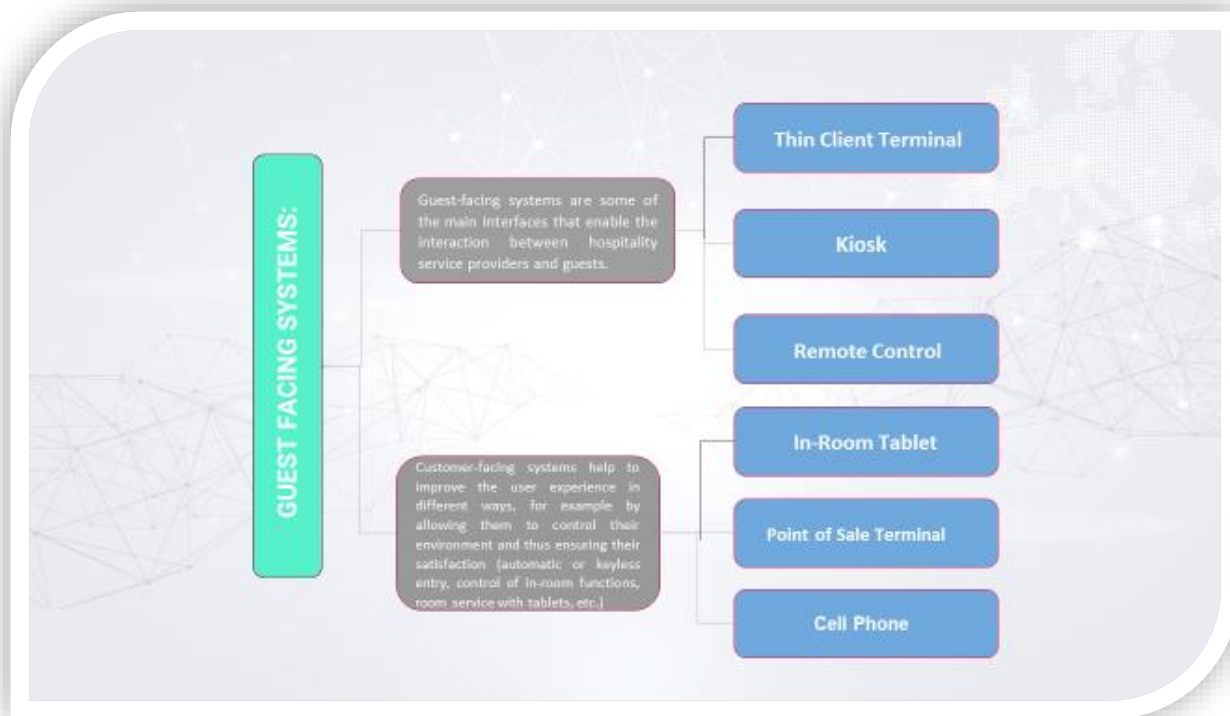 GUEST FACING SYSTEMS:
Guest-facing systems are some of
the main interfaces that enable the
interaction between hospitality
service providers and guests.
Customer-facing systems help to
improve the user experience in
different ways, for example by
allowing them to control their
environment and thus ensuring their
satisfaction (automatic or keyless
entry, control of in-room functions,
room service with tablets, etc.)
Thin Client Terminal
Kiosk
Remote Control
In-Room Tablet
Point of Sale Terminal
Cell Phone